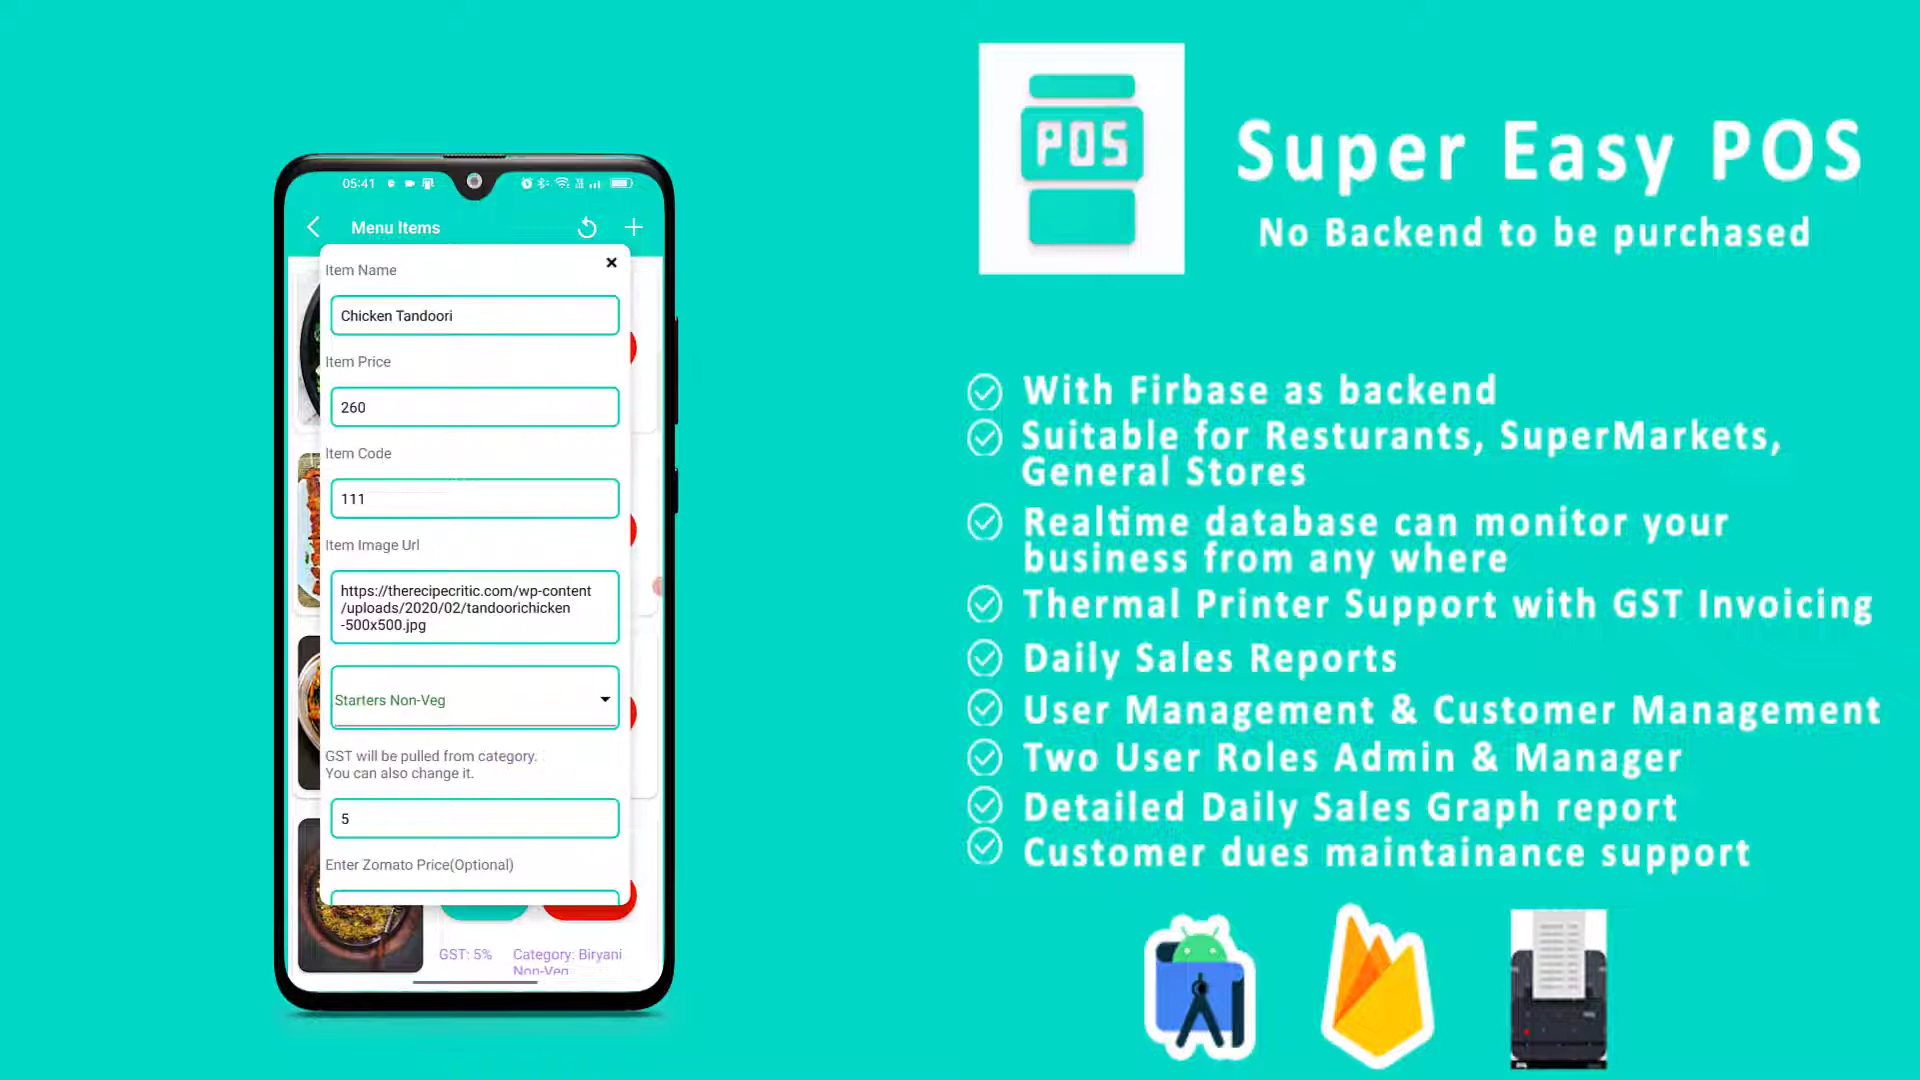 05:41
Menu Items
Item Name
Chicken Tandoori
Item Price
260
Item Code
111
Item Image Url
https://therecipecritic.com/wp-content
/uploads/2020/02/tandoorichicken
-500x500.jpg
Starters Non-Veg
GST will be pulled from category.
You can also change it.
5
Enter Zomato Price(Optional)
GST: 5%
Category: Biryani
Non-Veg
POS
Super Easy POS
No Backend to be purchased
With Firbase as backend
Suitable for Resturants, SuperMarkets,
General Stores
Realtime database can monitor your
business from any where
Thermal Printer Support with GST Invoicing
Daily Sales Reports
User Management & Customer Management
Two User Roles Admin & Manager
Detailed Daily Sales Graph report
Customer dues maintainance support